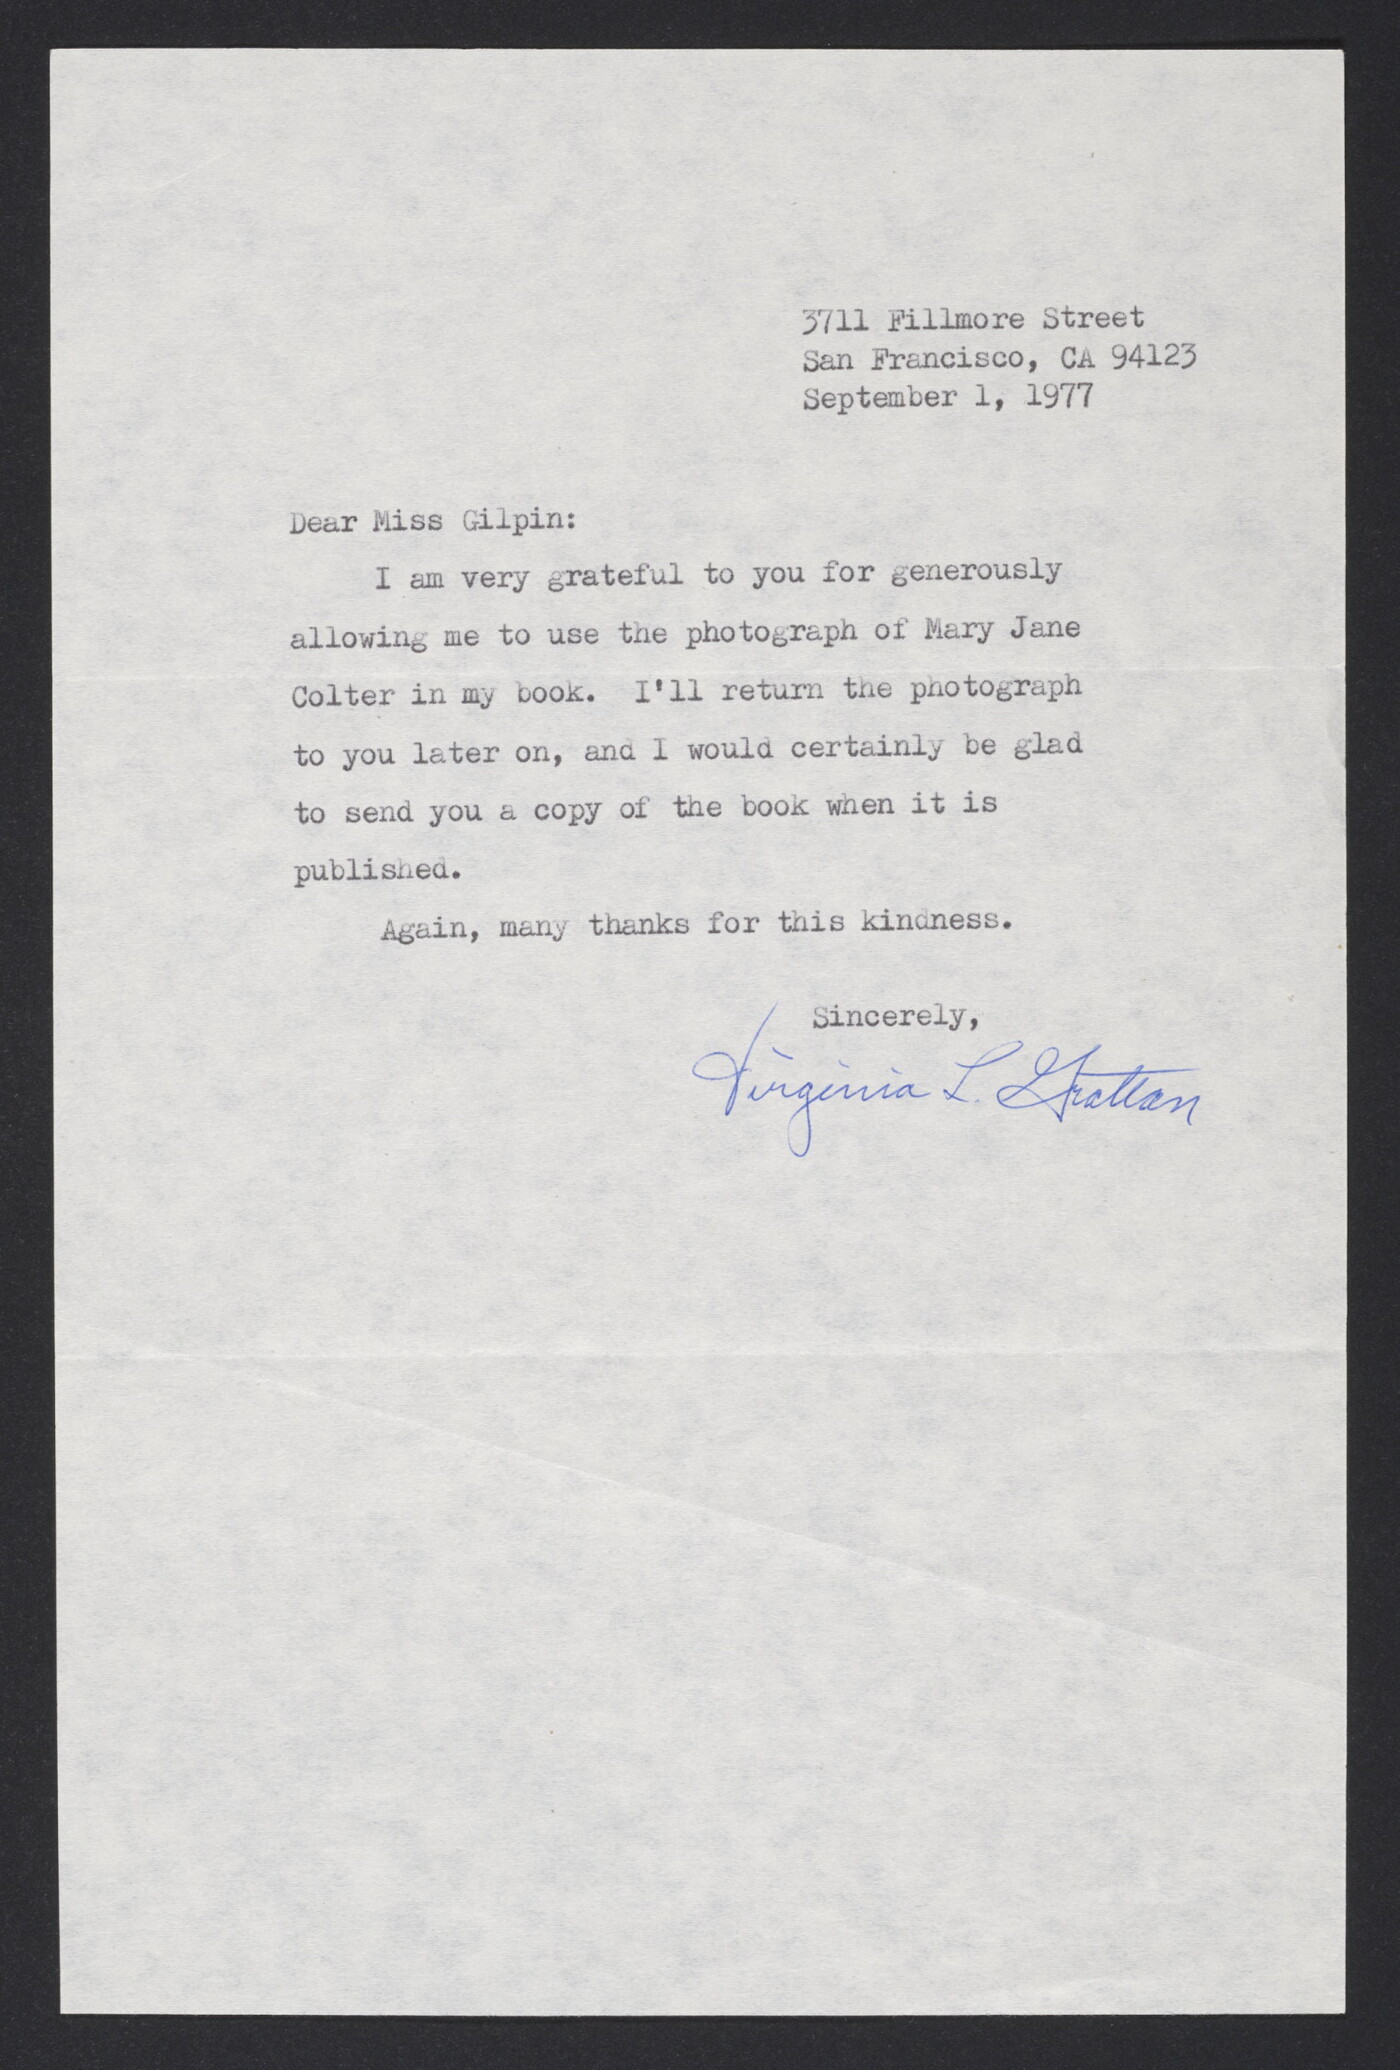 3711 Fillmore Street
San Francisco, CA 94123
September 1, 1977
Dear Miss Gilpin:
I am very grateful to you for generously
allowing me to use the photograph of Mary Jane
Colter in my book. I'll return the photograph
to you later on, and I would certainly be glad
to send you a copy of the book when it is
published.
Again, many thanks for this kindness.
Sincerely,
Virginia L. Grattan